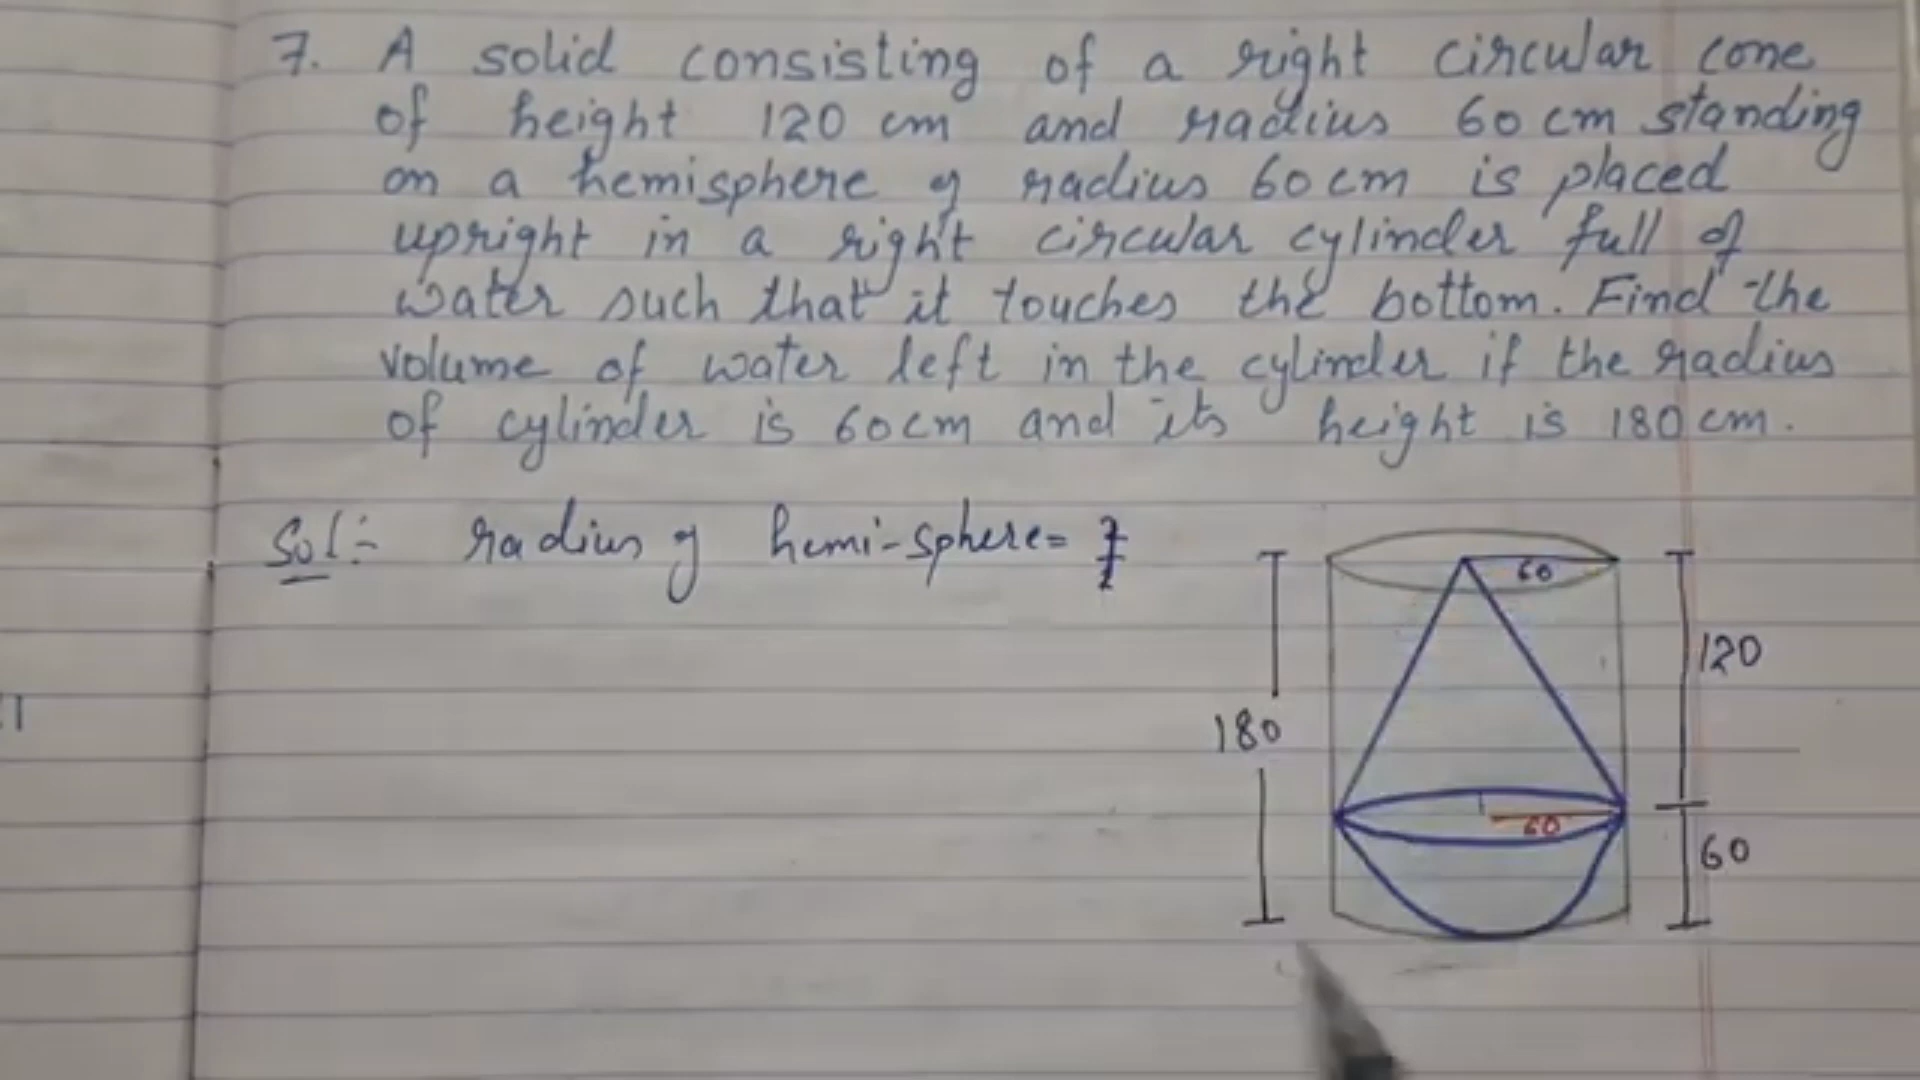 7. A solid consisting of a right circular cone
of height 120 cm and radius 60 cm standing
on a hemisphere of radius 60 cm is placed
upright in a right circular cylinder full of
water such that it touches the bottom. Find the
volume of water left in the cylinder if the radius
of cylinder is 60 cm and its height is 180 cm.
Sol:- radius of hemi-sphere =
60
120
180
60
60